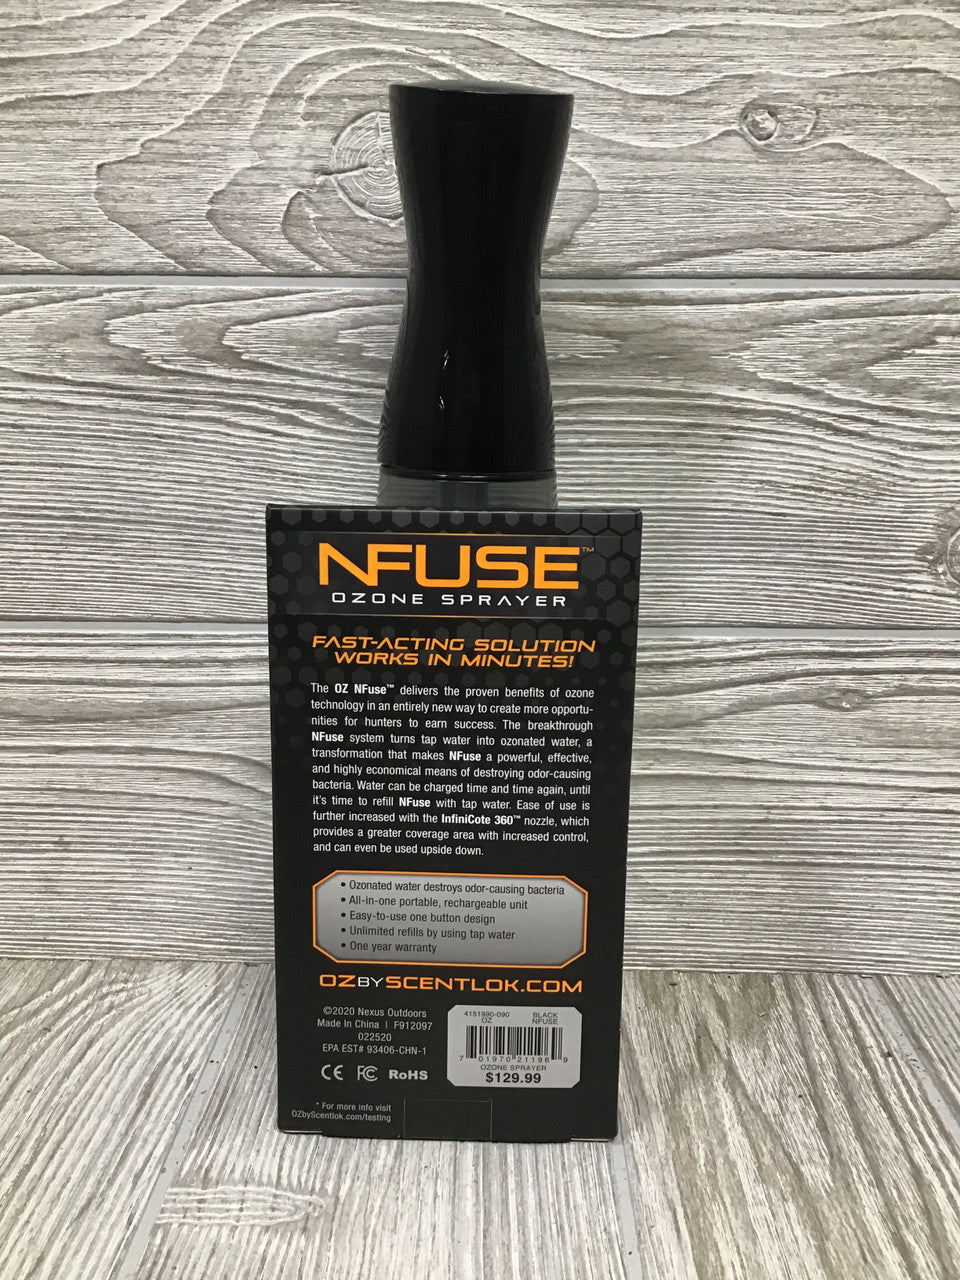 NFUSE™
OZONE SPRAYER
FAST-ACTING SOLUTION
WORKS IN MINUTES!
The OZ NFuse™ delivers the proven benefits of ozone
technology in an entirely new way to create more opportu-
nities for hunters to earn success. The breakthrough
NFuse system turns tap water into ozonated water, a
transformation that makes NFuse a powerful, effective,
and highly economical means of destroying odor-causing
bacteria. Water can be charged time and time again, until
it's time to refill NFuse with tap water. Ease of use is
further increased with the InfiniCote 360™ nozzle, which
provides a greater coverage area with increased control,
and can even be used upside down.
• Ozonated water destroys odor-causing bacteria
• All-in-one portable, rechargeable unit
• Easy-to-use one button design
• Unlimited refills by using tap water
• One year warranty
OZBYSCENTLOK.COM
©2020 Nexus Outdoors
Made In China | F912097
022520
EPA EST# 93406-CHN-1
CE FC RoHS
* For more info visit
OZbyScentlok.com/testing
4151990-090 BLACK
OZ NFUSE
7 01970 21196 9
OZONE SPRAYER
$129.99